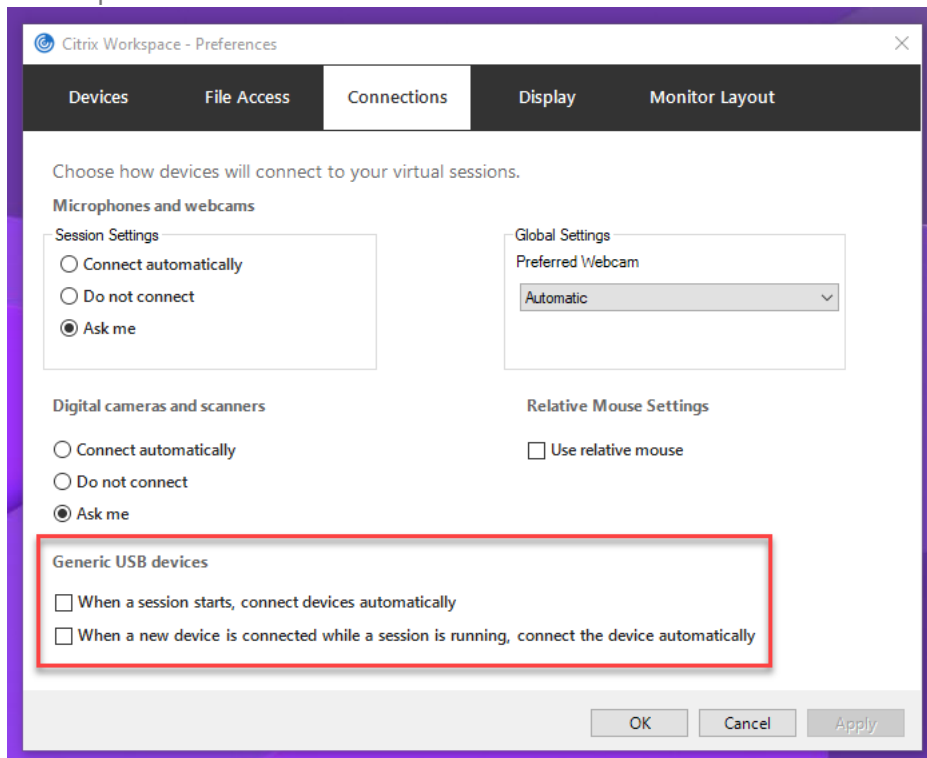 Citrix Workspace - Preferences
Devices File Access Connections Display Monitor Layout
Choose how devices will connect to your virtual sessions.
Microphones and webcams
Session Settings
Connect automatically
Do not connect
Ask me
Global Settings
Preferred Webcam
Automatic
Digital cameras and scanners
Connect automatically
Do not connect
Ask me
Relative Mouse Settings
Use relative mouse
Generic USB devices
When a session starts, connect devices automatically
When a new device is connected while a session is running, connect the device automatically
OK Cancel Apply